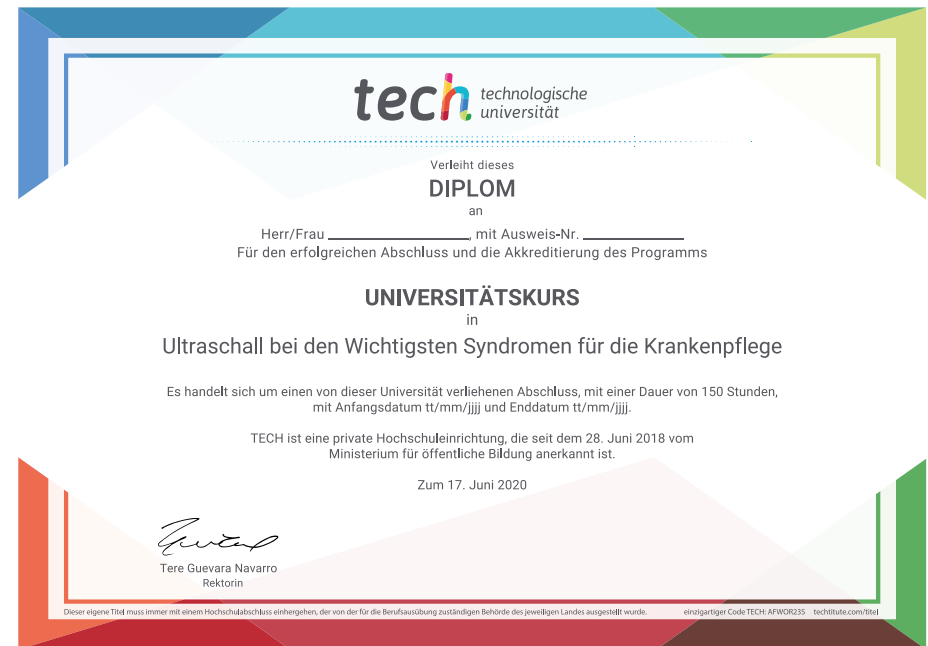 tech technologische
universität
Verleiht dieses
DIPLOM
an
Herr/Frau ____________, mit Ausweis-Nr. ____________
Für den erfolgreichen Abschluss und die Akkreditierung des Programms
UNIVERSITÄTSKURS
in
Ultraschall bei den Wichtigsten Syndromen für die Krankenpflege
Es handelt sich um einen von dieser Universität verliehenen Abschluss, mit einer Dauer von 150 Stunden,
mit Anfangsdatum tt/mm/jjjj und Enddatum tt/mm/jjjj.
TECH ist eine private Hochschuleinrichtung, die seit dem 28. Juni 2018 vom
Ministerium für öffentliche Bildung anerkannt ist.
Zum 17. Juni 2020
Tere Guevara Navarro
Rektorin
Dieser eigene Titel muss immer mit einem Hochschulabschluss einhergehen, der von der für die Berufsausübung zuständigen Behörde des jeweiligen Landes ausgestellt wurde. einzigartiger Code TECH: AFWOR235 techtitute.com/titel